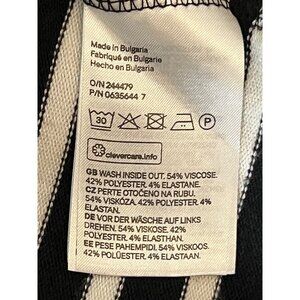 Made in Bulgaria
Fabriqué en Bulgarie
Hecho en Bulgaria
O/N 244479
P/N 0635644 7
30
P
clevercare.info
GB WASH INSIDE OUT. 54% VISCOSE.
42% POLYESTER. 4% ELASTANE.
CZ PERTE OTOČENÉ NA RUBU.
54% VISKÓZA. 42% POLYESTER.
4% ELASTAN.
DE VOR DER WÄSCHE AUF LINKS
DREHEN. 54% VISKOSE. 42%
POLYESTER. 4% ELASTHAN.
EE PESE PAHEMPIDI. 54% VISKOOS.
42% POLÜESTER. 4% ELASTAAN.